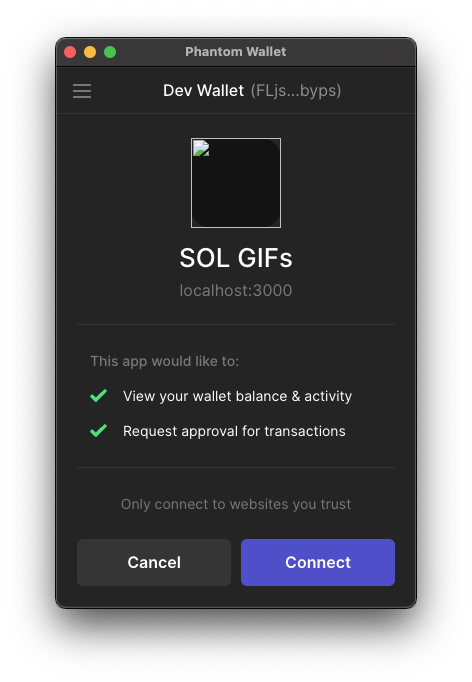 Phantom Wallet
Dev Wallet (FLjs...byps)
SOL GIFs
localhost:3000
This app would like to:
View your wallet balance & activity
Request approval for transactions
Only connect to websites you trust
Cancel
Connect